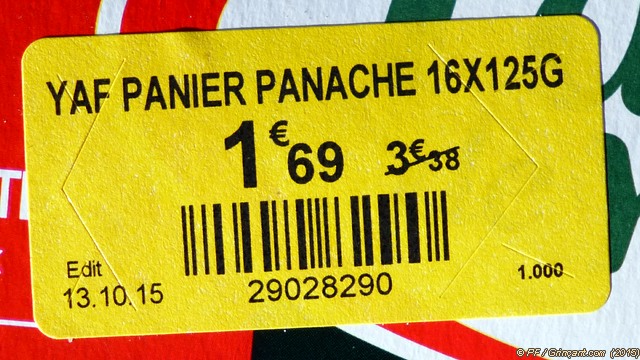 YAF PANIER PANACHE 16X125G
1€69 3€38
Edit
13.10.15
29028290
1.000
© PF / Grinçant.com (2015)